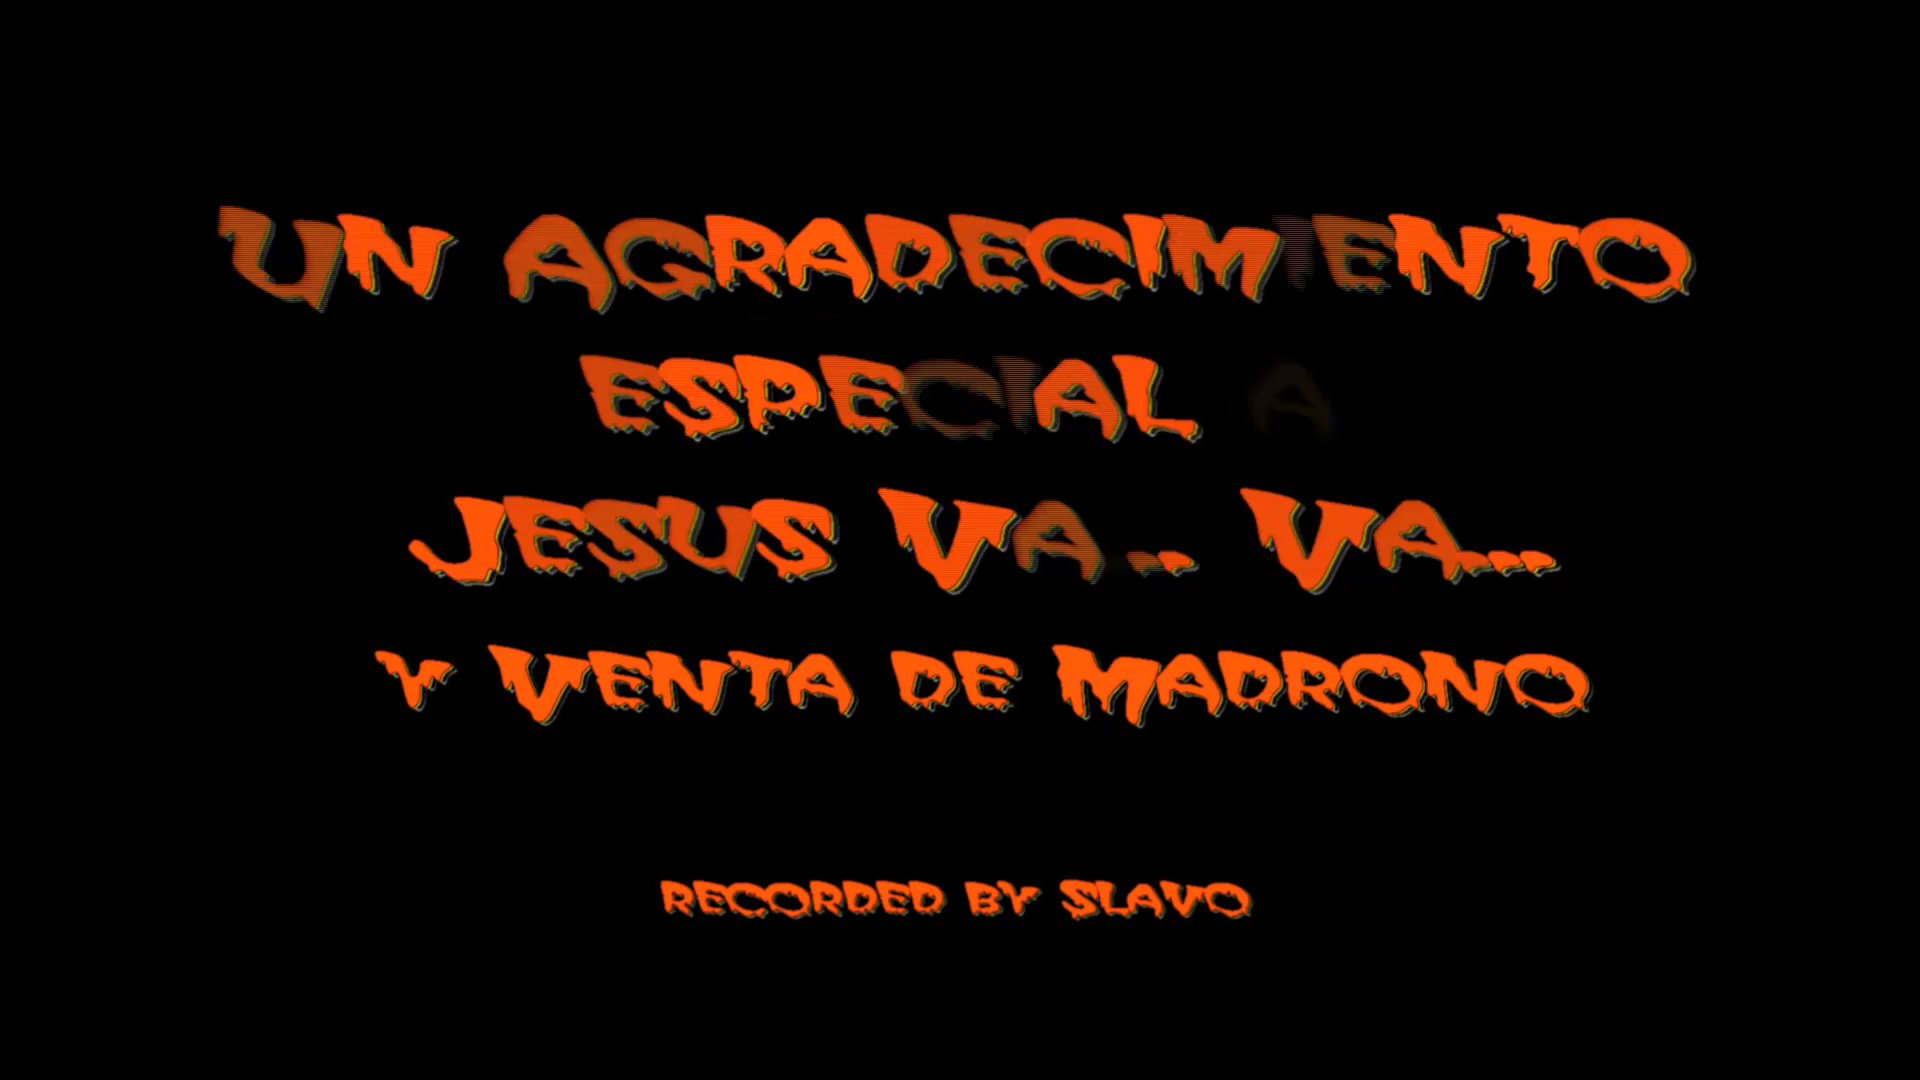 Un Agradecimiento
especial a
Jesus Va... Va...
y Venta de Madrono
recorded by Slavo